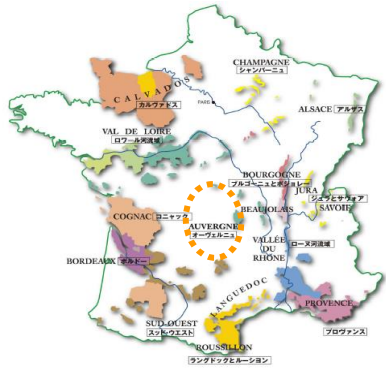 CHAMPAGNE
シャンパーニュ
CALVADOS
カルヴァドス
PARIS
ALSACE アルザス
VAL DE LOIRE
ロワール河流域
BOURGOGNE
ブルゴーニュとボジョレー
JURA
ジュラとサヴォア
SAVOIE
BEAUJOLAIS
COGNAC コニャック
AUVERGNE
オーヴェルニュ
VALLÉE
DU
RHÔNE
ローヌ河流域
BORDEAUX ボルドー
LANGUEDOC
PROVENCE
プロヴァンス
SUD-OUEST
スッド・ウエスト
ROUSSILLON
ラングドックとルーション